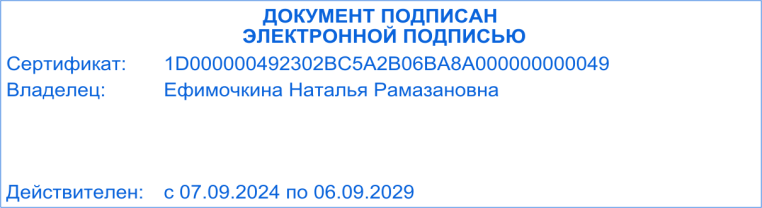 ДОКУМЕНТ ПОДПИСАН
ЭЛЕКТРОННОЙ ПОДПИСЬЮ
Сертификат: 1D000000492302BC5A2B06BA8A000000000049
Владелец: Ефимочкина Наталья Рамазановна
Действителен: с 07.09.2024 по 06.09.2029